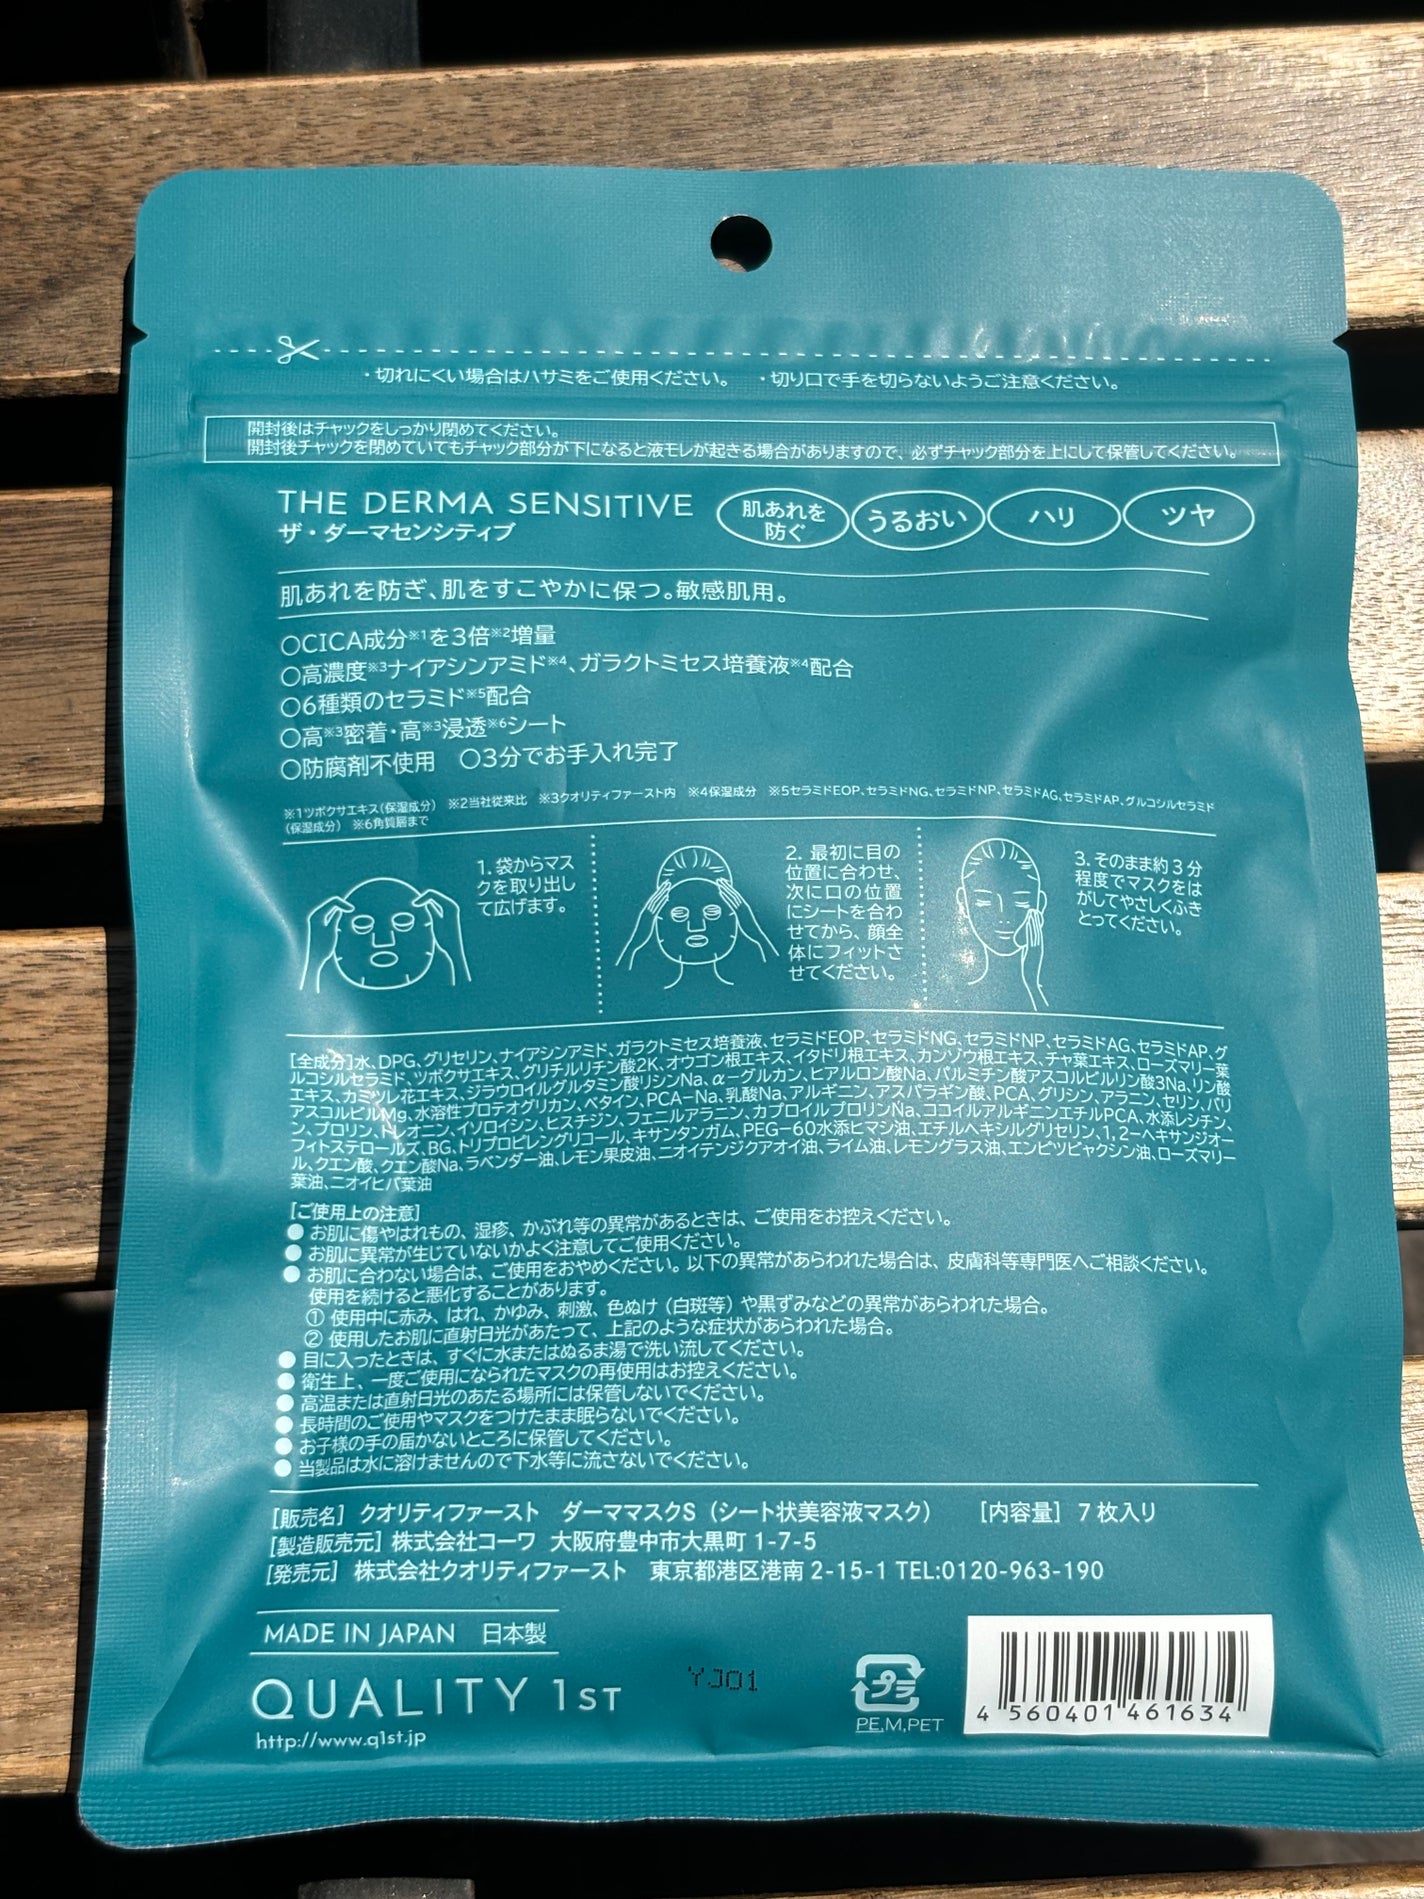 ・切れにくい場合はハサミをご使用ください。 ・切り口で手を切らないようご注意ください。
開封後はチャックをしっかり閉めてください。
開封後チャックを閉めていてもチャック部分が下になると液モレが起きる場合がありますので、必ずチャック部分を上にして保管してください。
THE DERMA SENSITIVE
ザ・ダーマセンシティブ
肌あれを
防ぐ
うるおい
ハリ
ツヤ
肌あれを防ぎ、肌をすこやかに保つ。敏感肌用。
○CICA成分※1を3倍※2増量
○高濃度※3ナイアシンアミド※4、ガラクトミセス培養液※4配合
○6種類のセラミド※5配合
○高※3密着・高※3浸透※6シート
○防腐剤不使用 ○3分でお手入れ完了
※1ツボクサエキス(保湿成分) ※2当社従来比 ※3クオリティファースト内 ※4保湿成分 ※5セラミドEOP、セラミドNG、セラミドNP、セラミドAG、セラミドAP、グルコシルセラミド
(保湿成分) ※6角質層まで
1. 袋からマス
クを取り出し
て広げます。
2. 最初に目の
位置に合わせ、
次に口の位置
にシートを合わ
せてから、顔全
体にフィットさ
せてください。
3. そのまま約3分
程度でマスクをは
がしてやさしくふき
とってください。
[全成分]水、DPG、グリセリン、ナイアシンアミド、ガラクトミセス培養液、セラミドEOP、セラミドNG、セラミドNP、セラミドAG、セラミドAP、グ
ルコシルセラミド、ツボクサエキス、グリチルリチン酸2K、オウゴン根エキス、イタドリ根エキス、カンゾウ根エキス、チャ葉エキス、ローズマリー葉
エキス、カミツレ花エキス、ジラウロイルグルタミン酸リシンNa、α-グルカン、ヒアルロン酸Na、パルミチン酸アスコルビルリン酸3Na、リン酸
アスコルビルMg、水溶性プロテオグリカン、ベタイン、PCA-Na、乳酸Na、アルギニン、アスパラギン酸、PCA、グリシン、アラニン、セリン、バリ
ン、プロリン、トレオニン、イソロイシン、ヒスチジン、フェニルアラニン、カプロイルプロリンNa、ココイルアルギニンエチルPCA、水添レシチン、
フィトステロールズ、BG、トリプロピレングリコール、キサンタンガム、PEG-60水添ヒマシ油、エチルヘキシルグリセリン、1,2-ヘキサンジオー
ル、クエン酸、クエン酸Na、ラベンダー油、レモン果皮油、ニオイテンジクアオイ油、ライム油、レモングラス油、エンピツビャクシン油、ローズマリー
葉油、ニオイヒバ葉油
[ご使用上の注意]
● お肌に傷やはれもの、湿疹、かぶれ等の異常があるときは、ご使用をお控えください。
● お肌に異常が生じていないかよく注意してご使用ください。
● お肌に合わない場合は、ご使用をおやめください。以下の異常があらわれた場合は、皮膚科等専門医へご相談ください。
使用を続けると悪化することがあります。
① 使用中に赤み、はれ、かゆみ、刺激、色ぬけ（白斑等）や黒ずみなどの異常があらわれた場合。
② 使用したお肌に直射日光があたって、上記のような症状があらわれた場合。
● 目に入ったときは、すぐに水またはぬるま湯で洗い流してください。
● 衛生上、一度ご使用になられたマスクの再使用はお控えください。
● 高温または直射日光のあたる場所には保管しないでください。
● 長時間のご使用やマスクをつけたまま眠らないでください。
● お子様の手の届かないところに保管してください。
● 当製品は水に溶けませんので下水等に流さないでください。
[販売名] クオリティファースト ダーママスクS（シート状美容液マスク） [内容量] 7枚入り
[製造販売元] 株式会社コーワ 大阪府豊中市大黒町 1-7-5
[発売元] 株式会社クオリティファースト 東京都港区港南 2-15-1 TEL:0120-963-190
MADE IN JAPAN 日本製
QUALITY 1ST
http://www.q1st.jp
YJ01
プラ
PE,M,PET
4 560401 461634